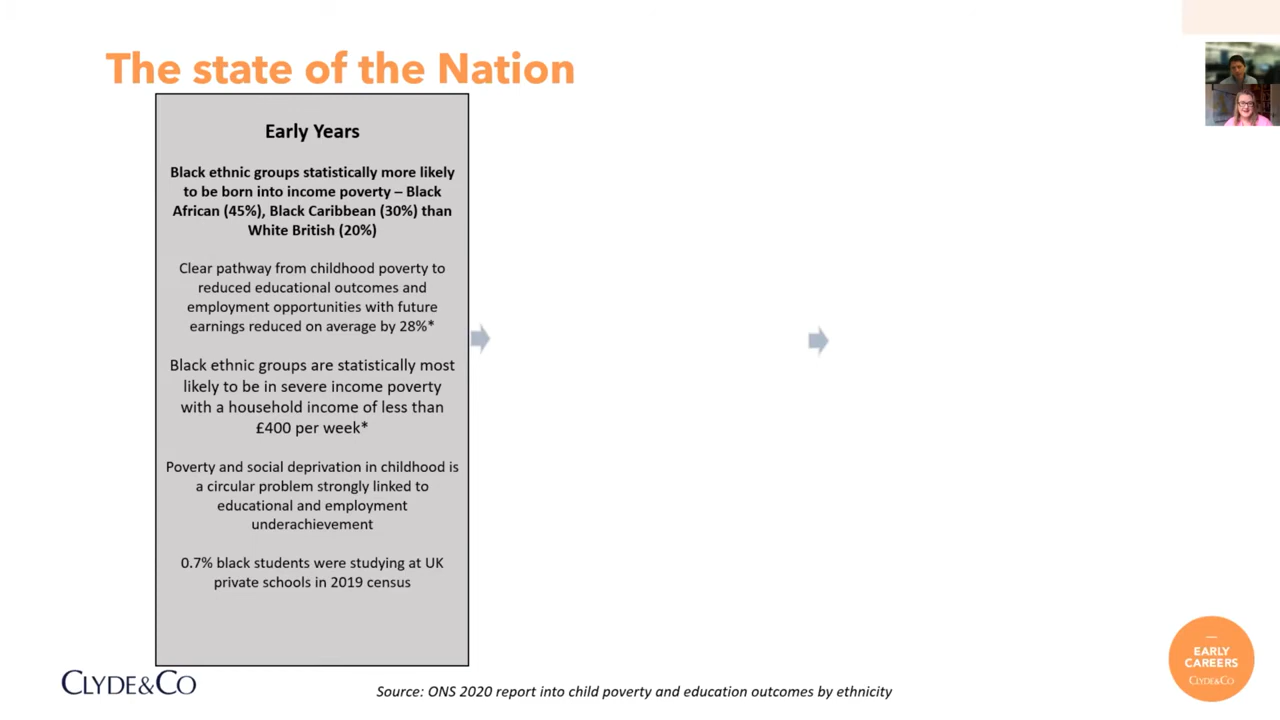 The state of the Nation
Early Years
Black ethnic groups statistically more likely
to be born into income poverty – Black
African (45%), Black Caribbean (30%) than
White British (20%)
Clear pathway from childhood poverty to
reduced educational outcomes and
employment opportunities with future
earnings reduced on average by 28%*
Black ethnic groups are statistically most
likely to be in severe income poverty
with a household income of less than
£400 per week*
Poverty and social deprivation in childhood is
a circular problem strongly linked to
educational and employment
underachievement
0.7% black students were studying at UK
private schools in 2019 census
CLYDE&CO
Source: ONS 2020 report into child poverty and education outcomes by ethnicity
EARLY
CAREERS
CLYDE&CO